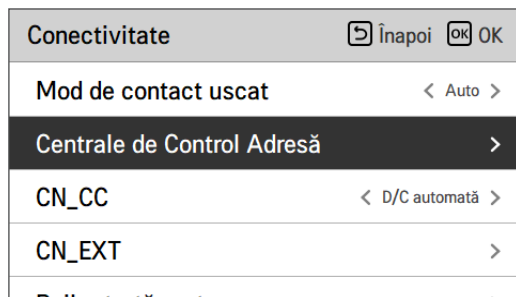 Conectivitate Înapoi OK OK
Mod de contact uscat < Auto >
Centrale de Control Adresă >
CN_CC < D/C automată >
CN_EXT >